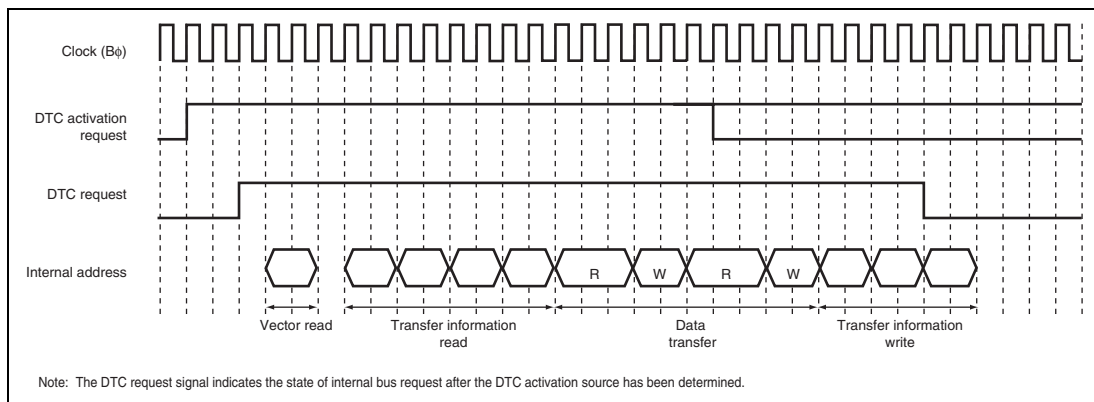 Clock (Bϕ)
DTC activation
request
DTC request
Internal address
R
W
R
W
Vector read
Transfer information
read
Data
transfer
Transfer information
write
Note: The DTC request signal indicates the state of internal bus request after the DTC activation source has been determined.